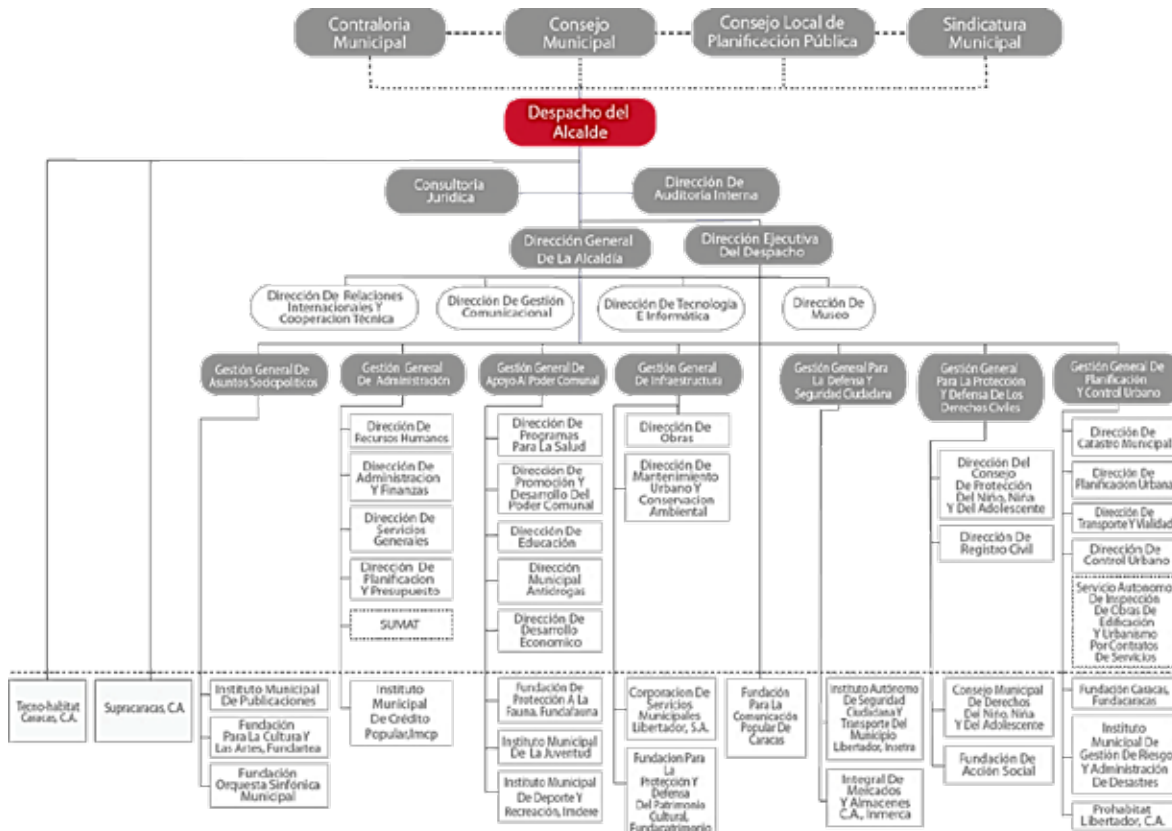 Contraloria
Municipal
Consejo
Municipal
Consejo Local de
Planificación Pública
Sindicatura
Municipal
Despacho del
Alcalde
Consultoria
Jurídica
Dirección De
Auditoria Interna
Dirección General
De La Alcaldía
Dirección Ejecutiva
Del Despacho
Dirección De Relaciones
Internacionales Y
Cooperacion Técnica
Dirección De Gestión
Comunicacional
Dirección De Tecnología
E Informática
Dirección De
Museo
Gestión General De
Asuntos Sociopolíticos
Gestión General
De Administración
Gestión General De
Apoyo Al Poder Comunal
Gestión General
De Infraestructura
Gestión General Para
La Defensa Y
Seguridad Ciudadana
Gestión General
Para La Protección
Y Defensa De Los
Derechos Civiles
Gestión General De
Planificación
Y Control Urbano
Dirección De
Recursos Humanos
Dirección De
Administracion
Y Finanzas
Dirección De
Servicios
Generales
Dirección De
Planificacion
Y Presupuesto
SUMAT
Dirección De
Programas
Para La Salud
Dirección De
Promoción Y
Desarrollo Del
Poder Comunal
Dirección De
Educación
Dirección
Municipal
Antidrogas
Dirección De
Desarrollo
Economico
Dirección De
Obras
Dirección De
Mantenimiento
Urbano Y
Conservacion
Ambiental
Dirección Del
Consejo
De Protección
Del Niño, Niña
Y Del Adolescente
Dirección De
Registro Civil
Dirección De
Catastro Municipal
Dirección De
Planificación Urbana
Dirección De
Transporte Y Vialidad
Dirección De
Control Urbano
Servicio Autonomo
De Inspección
De Obras De
Edificación
Y Urbanismo
Por Contratos
De Servicios
Tecno-habitat
Caracas, C.A.
Supracaracas, C.A.
Instituto Municipal
De Publicaciones
Fundación
Para La Cultura Y
Las Artes, Fundartea
Fundación
Orquesta Sinfónica
Municipal
Instituto
Municipal
De Crédito
Popular,Imcp
Fundación De
Protección A La
Fauna, Fundafauna
Instituto Municipal
De La Juventud
Instituto Municipal
De Deporte Y
Recreación, Imdere
Corporacion De
Servicios
Municipales
Libertador, S.A.
Fundacion Para
La
Protección Y
Defensa
Del Patrimonio
Cultural,
Fundapatrimonio
Fundación
Para La
Comunicación
Popular De
Caracas
Instituto Autónomo
De Seguridad
Ciudadana Y
Transporte Del
Municipio
Libertador, Insetra
Integral De
Mercados
Y Almacenes
C.A., Inmerca
Consejo Municipal
De Derechos
Del Niño, Niña
Y Del Adolescente
Fundación De
Acción Social
Fundación Caracas,
Fundacaracas
Instituto
Municipal De
Gestión De Riesgo
Y Administración
De Desastres
Prohabitat
Libertador, C.A.